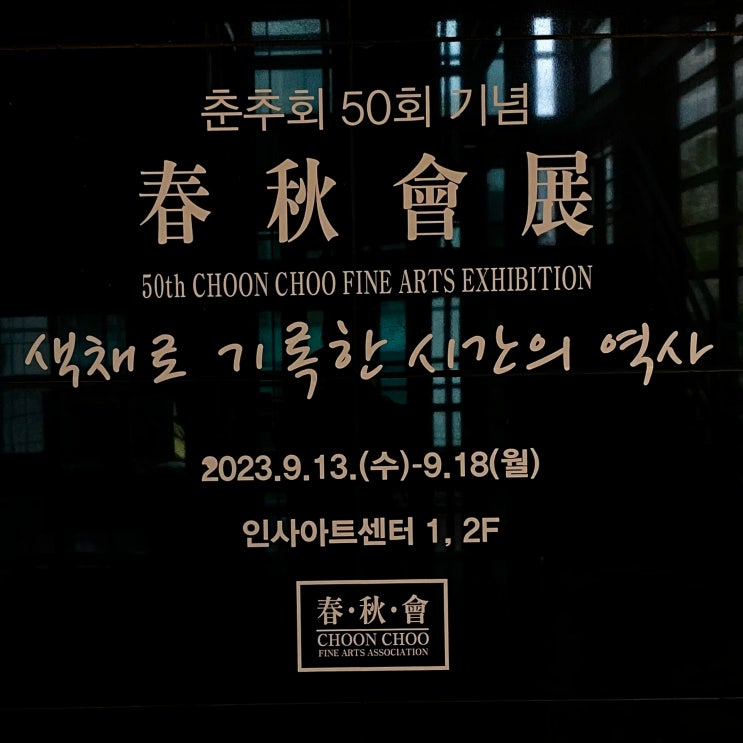 춘추회 50회 기념
春秋會展
50th CHOON CHOO FINE ARTS EXHIBITION
색채로 기록한 시간의 역사
2023.9.13.(수)-9.18(월)
인사아트센터 1, 2F
春·秋·會
CHOON CHOO
FINE ARTS ASSOCIATION